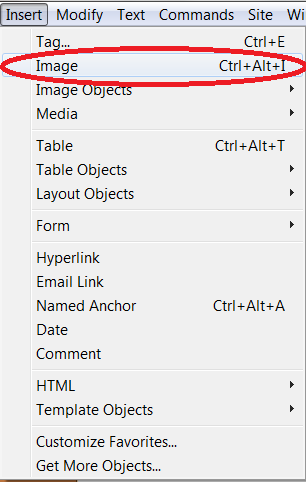 Insert Modify Text Commands Site Wi
Tag... Ctrl+E
Image Ctrl+Alt+I
Image Objects
Media
Table Ctrl+Alt+T
Table Objects
Layout Objects
Form
Hyperlink
Email Link
Named Anchor Ctrl+Alt+A
Date
Comment
HTML
Template Objects
Customize Favorites...
Get More Objects...